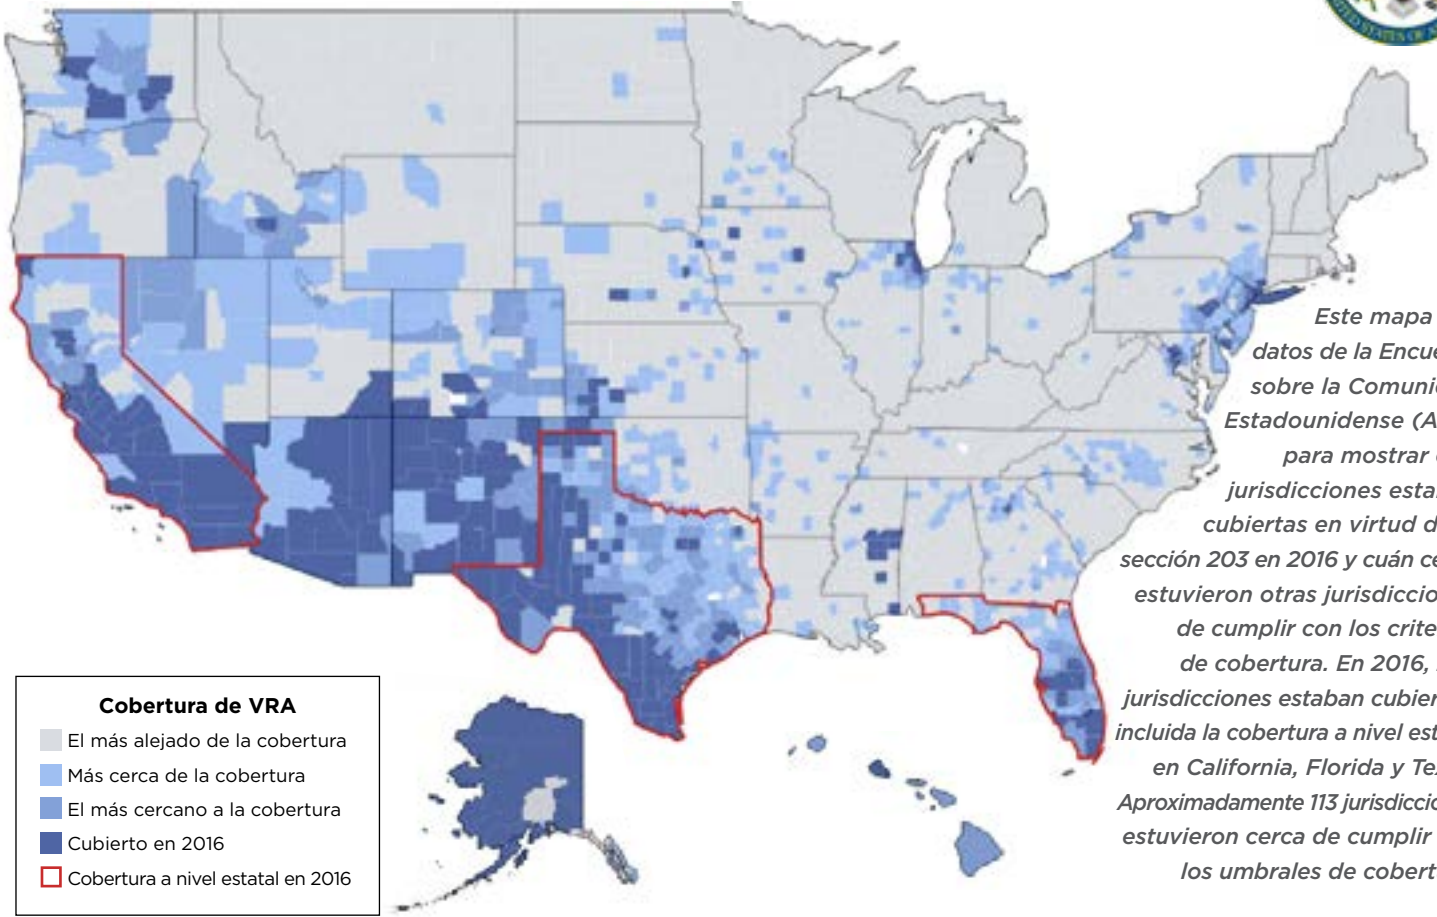 UNITED STATES OF
Este mapa
datos de la
sobre la
Estadounidense
para mostrar
jurisdicciones
cubiertas en virtud
sección 203 en 2016 y cuán
estuvieron otras
de cumplir con los
de cobertura. En 2016,
jurisdicciones estaban
incluida la cobertura a nivel
en California, Florida y
Aproximadamente 113
estuvieron cerca de cumplir
los umbrales de
Cobertura de VRA
El más alejado de la cobertura
Más cerca de la cobertura
El más cercano a la cobertura
Cubierto en 2016
Cobertura a nivel estatal en 2016